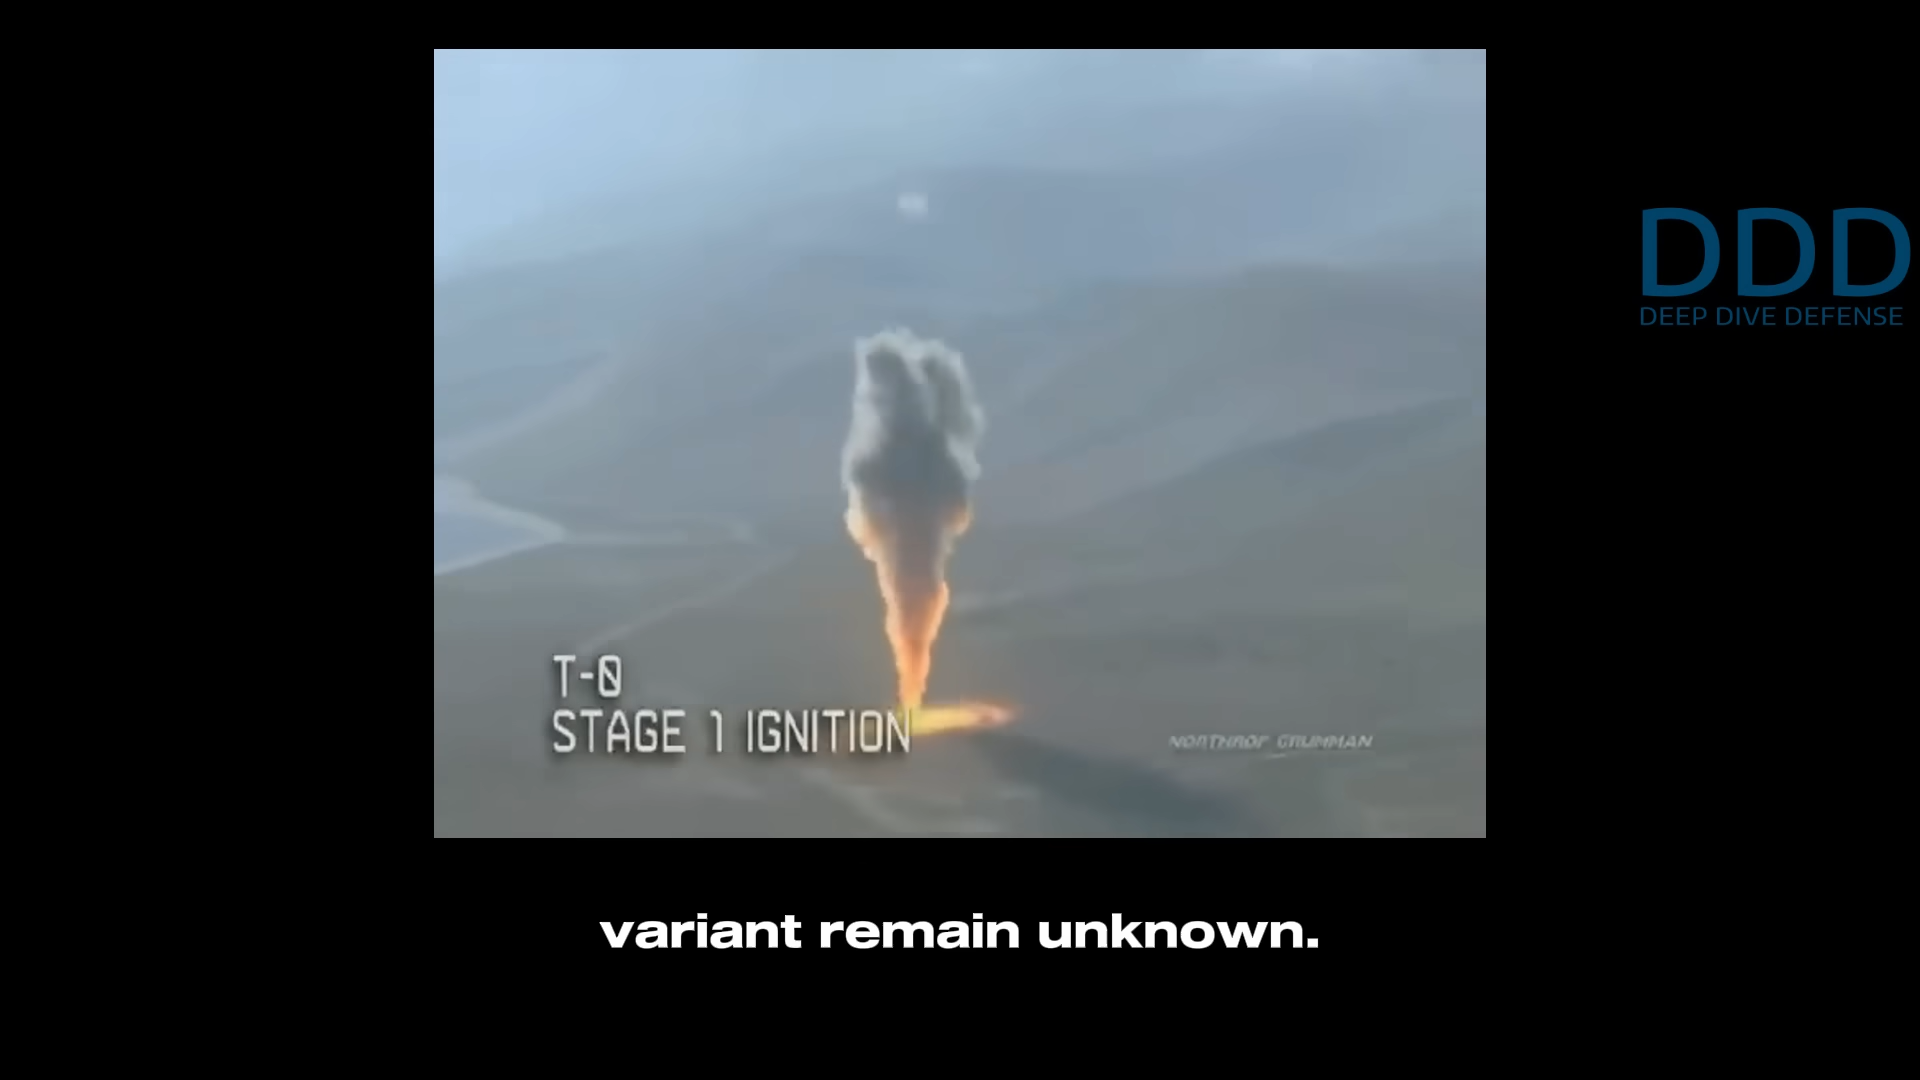 DDD
DEEP DIVE DEFENSE
T-0
STAGE 1 IGNITION
NORTHROP GRUMMAN
variant remain unknown.